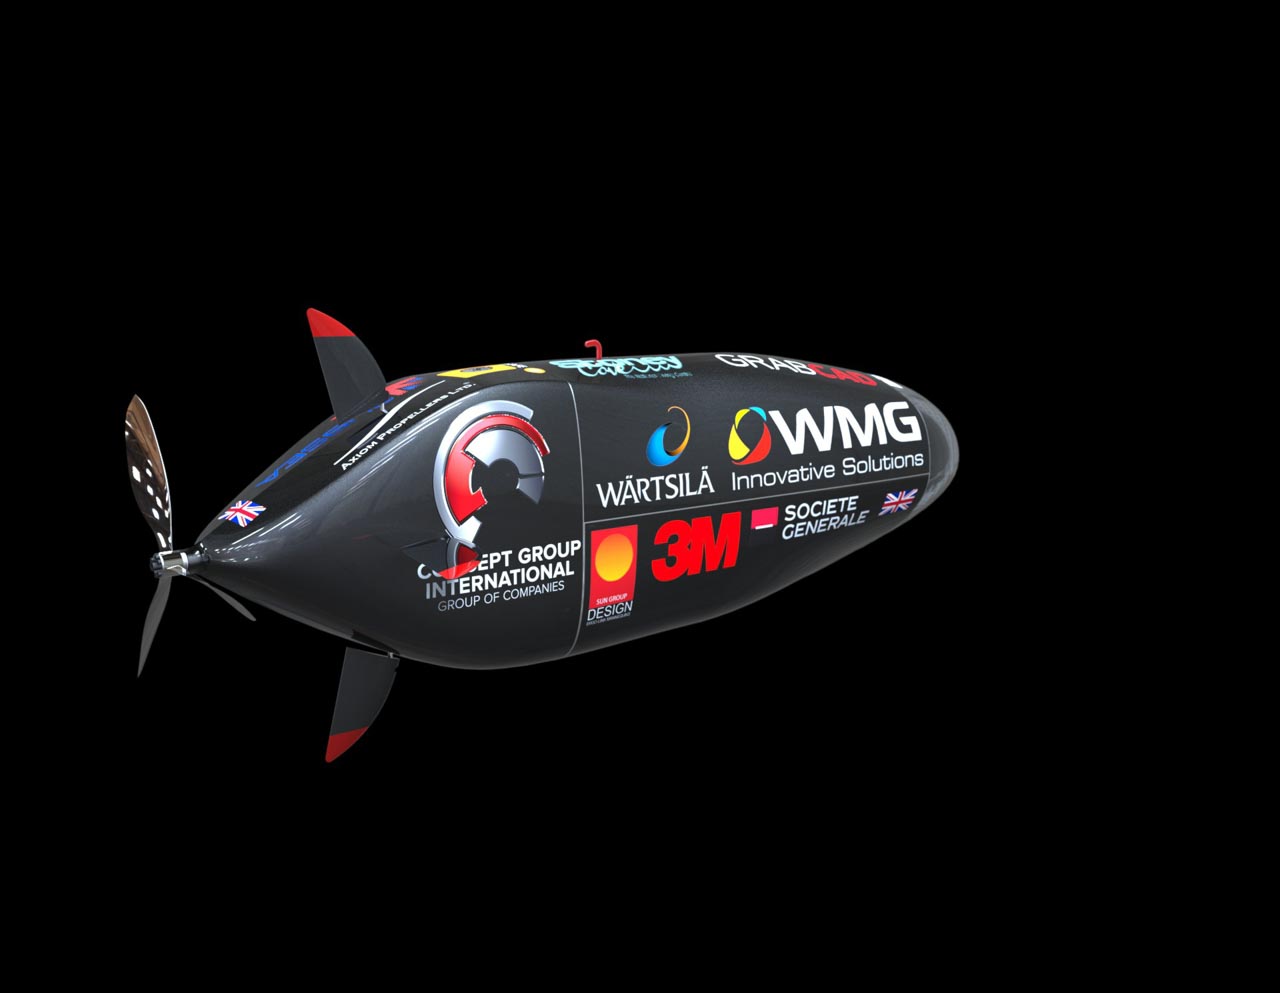 GRABCAD
AXIOM PROPELLERS LTD.
WMG
Innovative Solutions
WÄRTSILÄ
SOCIETE
GENERALE
3M
CONCEPT GROUP
INTERNATIONAL
GROUP OF COMPANIES
SUN GROUP
DESIGN